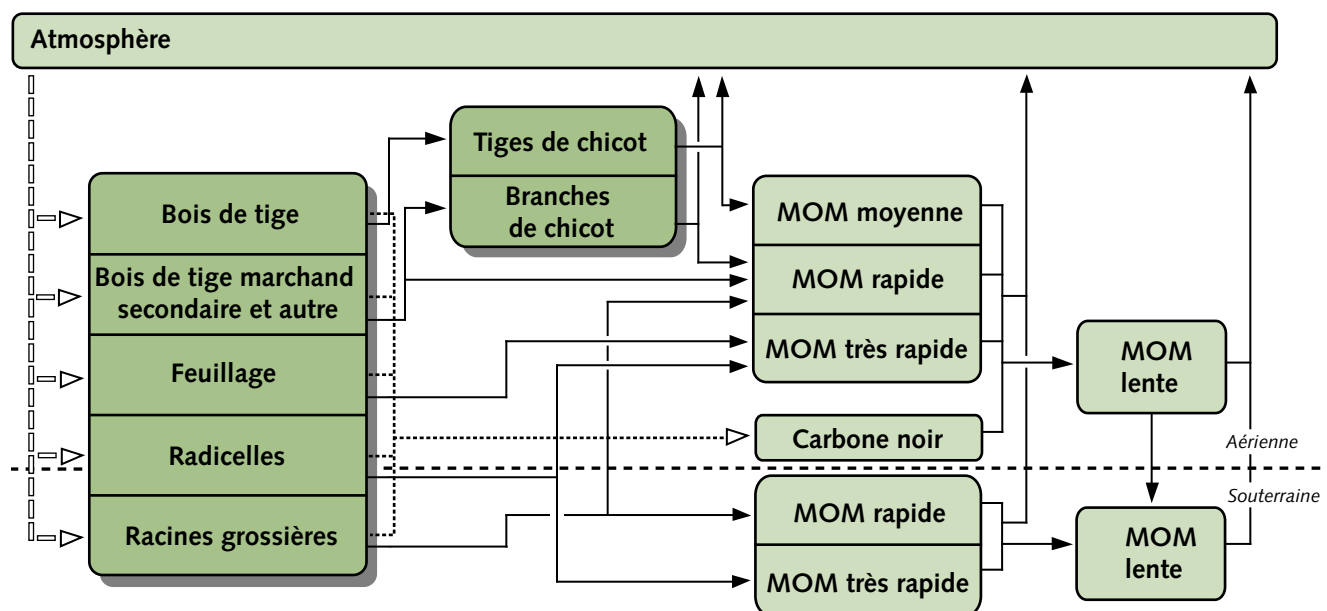 Atmosphère
Tiges de chicot
Branches
de chicot
Bois de tige
Bois de tige marchand
secondaire et autre
Feuillage
Radicelles
Racines grossières
MOM moyenne
MOM rapide
MOM très rapide
Carbone noir
MOM
lente
Aérienne
Souterraine
MOM rapide
MOM très rapide
MOM
lente